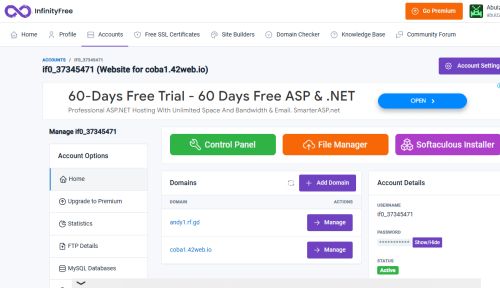 InfinityFree
Go Premium
Home
Profile
Accounts
Free SSL Certificates
Site Builders
Domain Checker
Knowledge Base
Community Forum
ACCOUNTS / if0_37345471
if0_37345471 (Website for coba1.42web.io)
Account Setting
60-Days Free Trial - 60 Days Free ASP & .NET
Professional ASP.NET Hosting With Unlimited Space And Bandwidth & Email. SmarterASP.net
OPEN >
Manage if0_37345471
Control Panel
File Manager
Softaculous Installer
Account Options
Home
Upgrade to Premium
Statistics
FTP Details
MySQL Databases
Domains
+ Add Domain
DOMAIN ACTIONS
andy1.rf.gd Manage
coba1.42web.io Manage
Account Details
USERNAME
if0_37345471
PASSWORD
************ Show/Hide
STATUS
Active